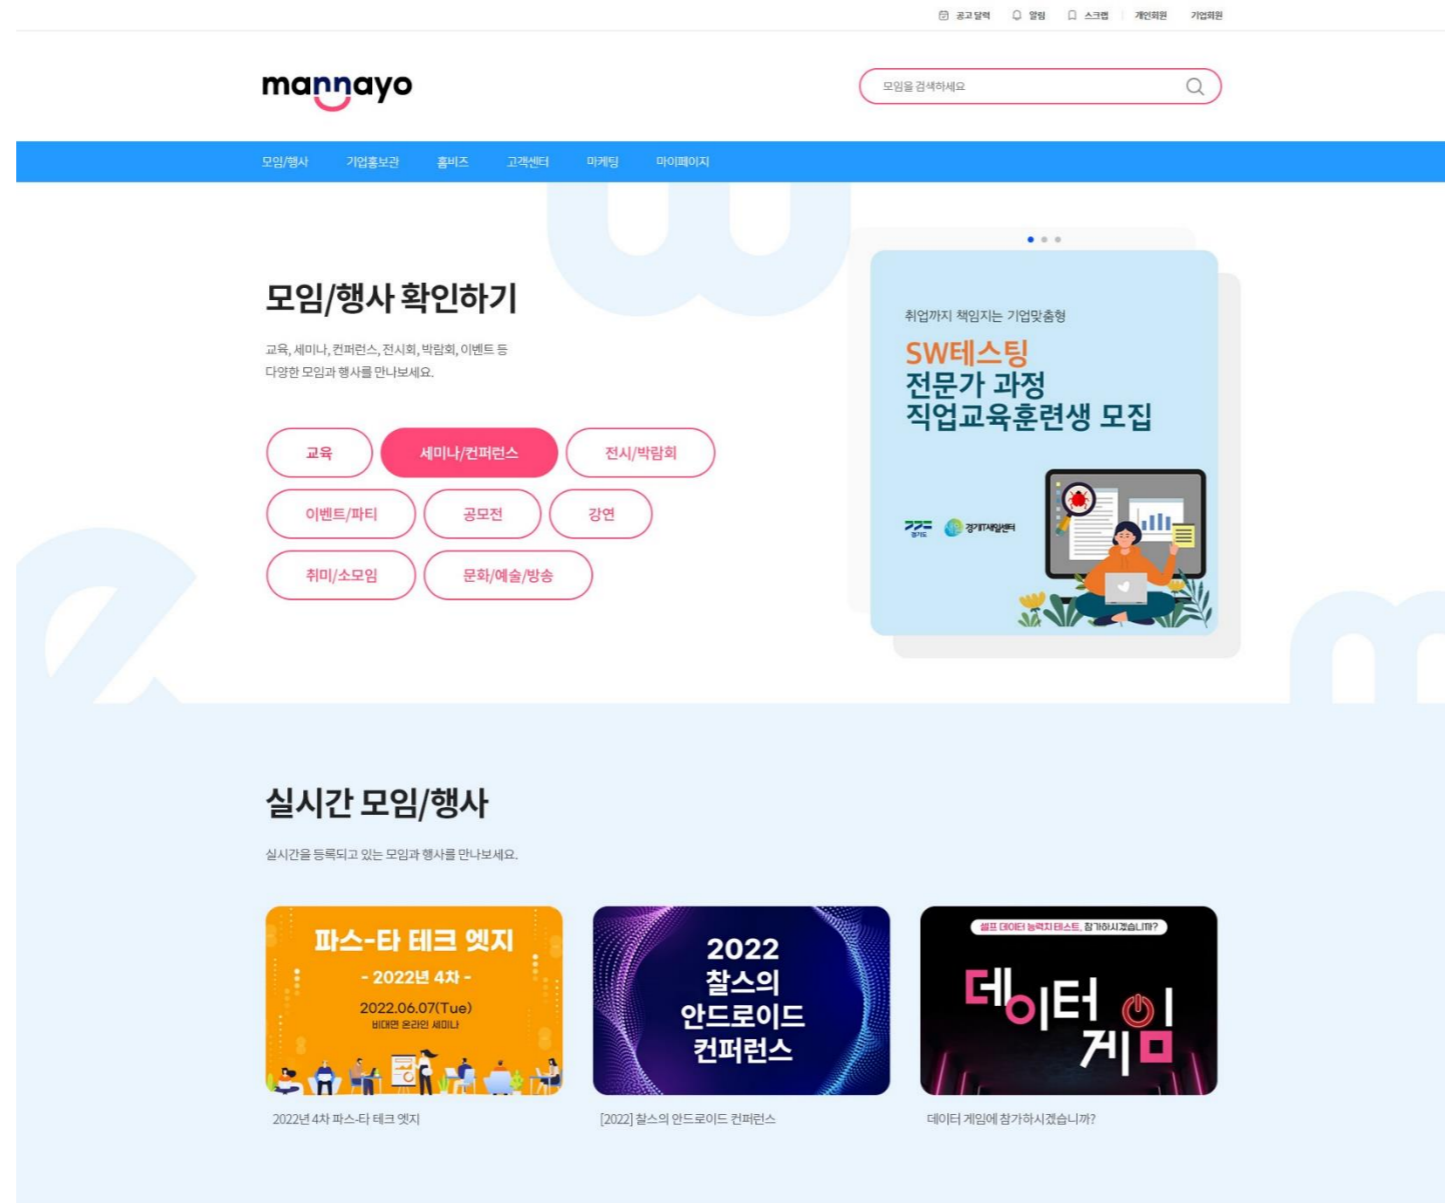 공고달력 알림 스크랩 개인회원 기업회원
mannayo
모임을 검색하세요
모임/행사 기업홍보관 홈비즈 고객센터 마케팅 마이페이지
모임/행사 확인하기
교육, 세미나, 컨퍼런스, 전시회, 박람회, 이벤트 등
다양한 모임과 행사를 만나보세요.
교육 세미나/컨퍼런스 전시/박람회
이벤트/파티 공모전 강연
취미/소모임 문화/예술/방송
취업까지 책임지는 기업맞춤형
SW테스팅
전문가 과정
직업교육훈련생 모집
경기도 경기IT새일센터
실시간 모임/행사
실시간을 등록되고 있는 모임과 행사를 만나보세요.
파스-타 테크 엣지
- 2022년 4차 -
2022.06.07(Tue)
비대면 온라인 세미나
2022년 4차 파스-타 테크 엣지
2022
찰스의
안드로이드
컨퍼런스
[2022] 찰스의 안드로이드 컨퍼런스
셀프 데이터 능력치 테스트, 참가하시겠습니까?
데이터
게임
데이터 게임에 참가하시겠습니까?